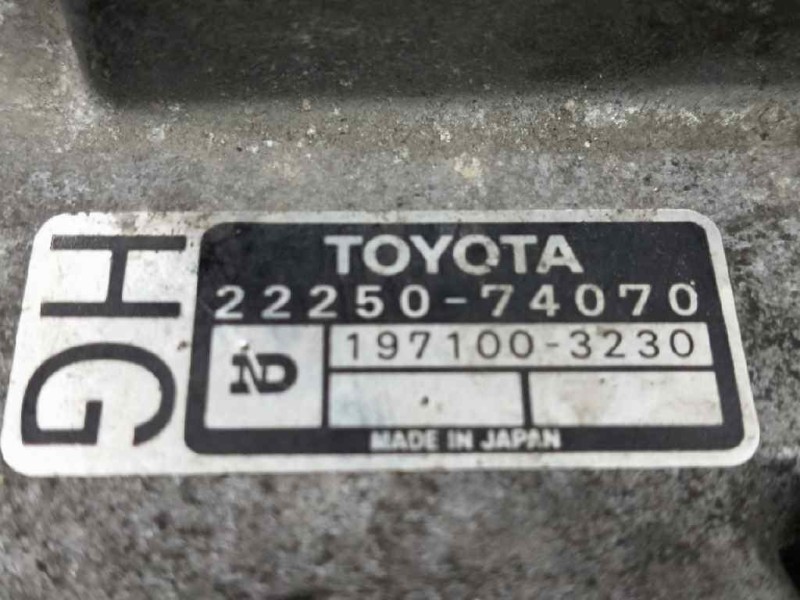 HG
TOYOTA
22250-74070
ND
197100-3230
MADE IN JAPAN